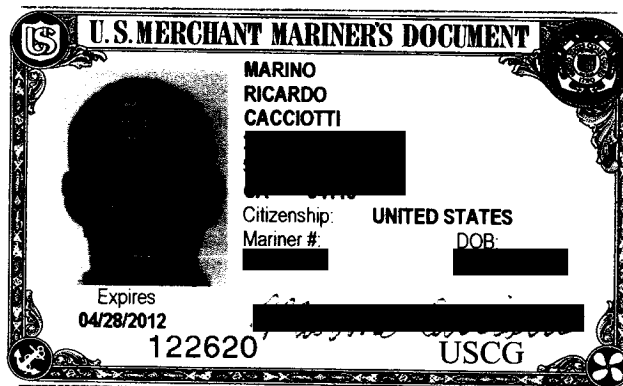 U.S. MERCHANT MARINER'S DOCUMENT
MARINO
RICARDO
CACCIOTTI
Citizenship: UNITED STATES
Mariner #: DOB:
Expires
04/28/2012
122620 USCG